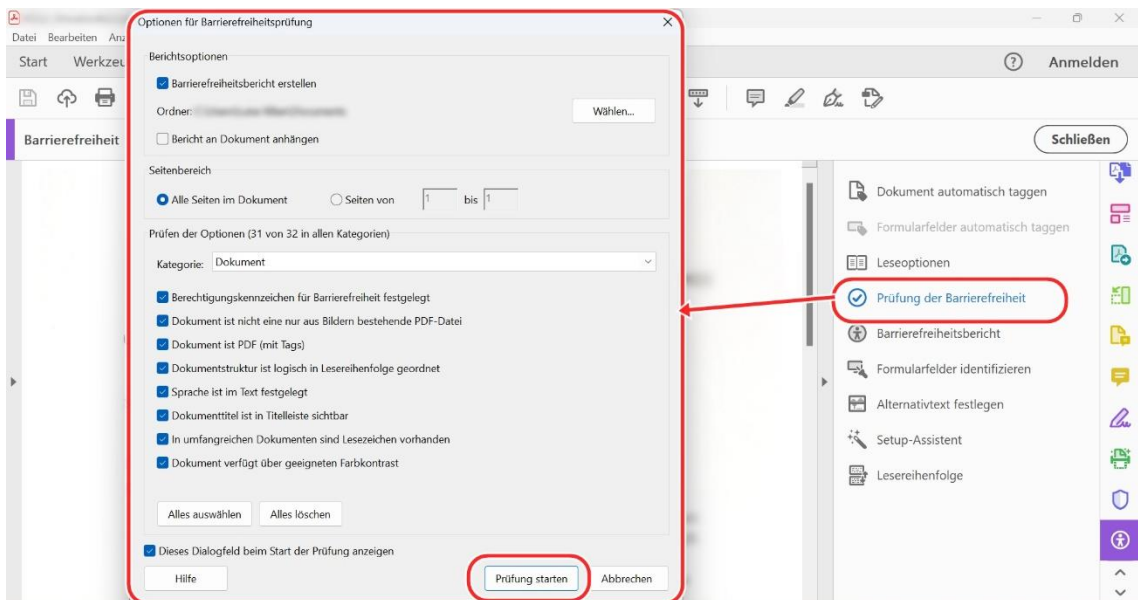 Optionen für Barrierefreiheitsprüfung
Datei Bearbeiten Anz
Start Werkzeu
Anmelden
Barrierefreiheit
Schließen
Berichtsoptionen
Barrierefreiheitsbericht erstellen
Ordner:
Wählen...
Bericht an Dokument anhängen
Seitenbereich
Alle Seiten im Dokument Seiten von 1 bis 1
Prüfen der Optionen (31 von 32 in allen Kategorien)
Kategorie: Dokument
Berechtigungskennzeichen für Barrierefreiheit festgelegt
Dokument ist nicht eine nur aus Bildern bestehende PDF-Datei
Dokument ist PDF (mit Tags)
Dokumentstruktur ist logisch in Lesereihenfolge geordnet
Sprache ist im Text festgelegt
Dokumenttitel ist in Titelleiste sichtbar
In umfangreichen Dokumenten sind Lesezeichen vorhanden
Dokument verfügt über geeigneten Farbkontrast
Alles auswählen Alles löschen
Dieses Dialogfeld beim Start der Prüfung anzeigen
Hilfe Prüfung starten Abbrechen
Dokument automatisch taggen
Formularfelder automatisch taggen
Leseoptionen
Prüfung der Barrierefreiheit
Barrierefreiheitsbericht
Formularfelder identifizieren
Alternativtext festlegen
Setup-Assistent
Lesereihenfolge